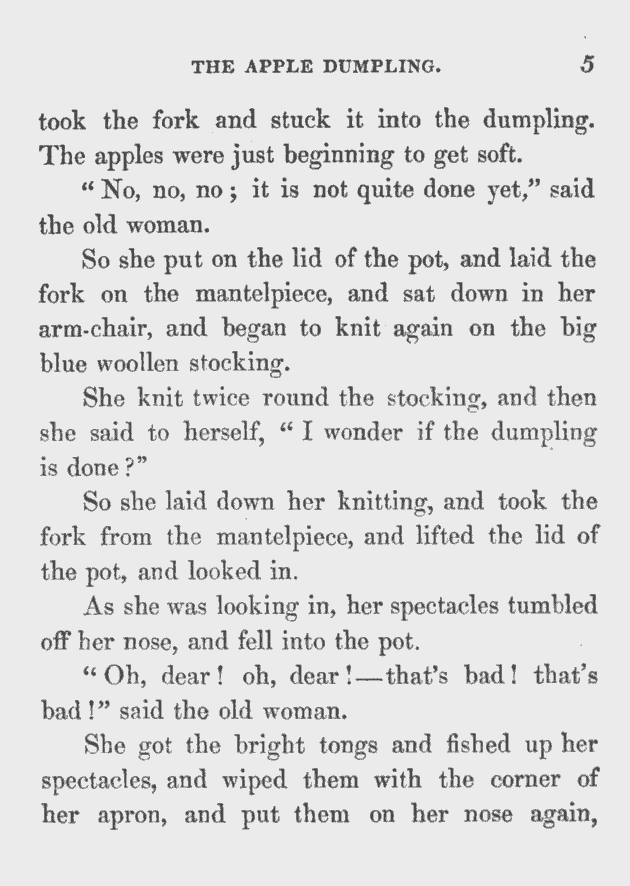 THE APPLE DUMPLING. 5
took the fork and stuck it into the dumpling.
The apples were just beginning to get soft.
“ No, no, no ; it is not quite done yet,” said
the old woman.
So she put on the lid of the pot, and laid the
fork on the mantelpiece, and sat down in her
arm-chair, and began to knit again on the big
blue woollen stocking.
She knit twice round the stocking, and then
she said to herself, “ I wonder if the dumpling
is done ?”
So she laid down her knitting, and took the
fork from the mantelpiece, and lifted the lid of
the pot, and looked in.
As she was looking in, her spectacles tumbled
off her nose, and fell into the pot.
“ Oh, dear ! oh, dear !—that’s bad ! that’s
bad !” said the old woman.
She got the bright tongs and fished up her
spectacles, and wiped them with the corner of
her apron, and put them on her nose again,